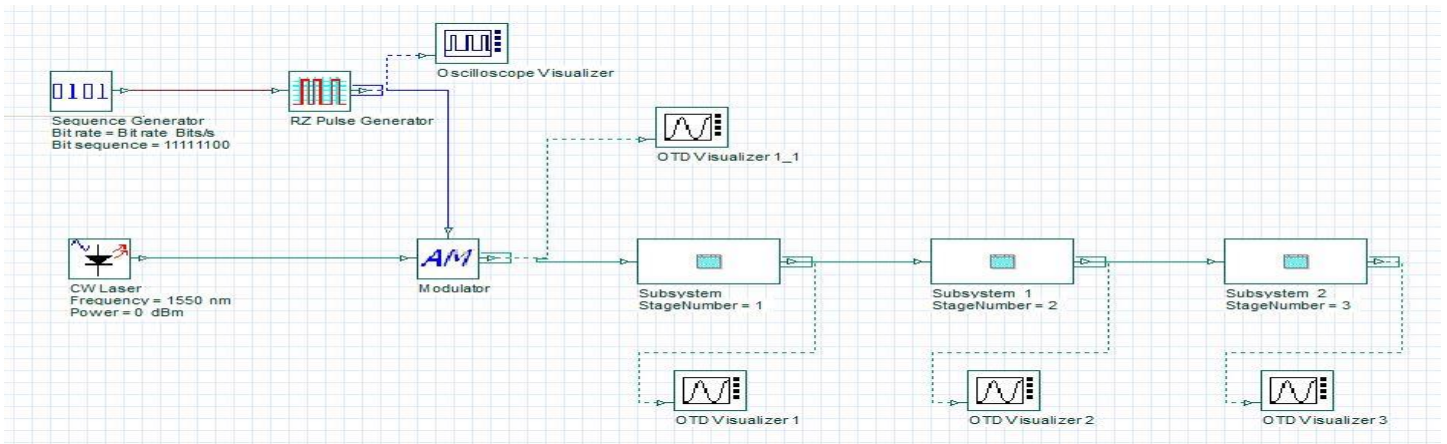 Oscilloscope Visualizer
0101
Sequence Generator
Bit rate = Bit rate Bits/s
Bit sequence = 11111100
RZ Pulse Generator
OTD Visualizer 1_1
AM
CW Laser
Frequency = 1550 nm
Power = 0 dBm
Modulator
Subsystem
StageNumber = 1
Subsystem 1
StageNumber = 2
Subsystem 2
StageNumber = 3
OTD Visualizer 1
OTD Visualizer 2
OTD Visualizer 3